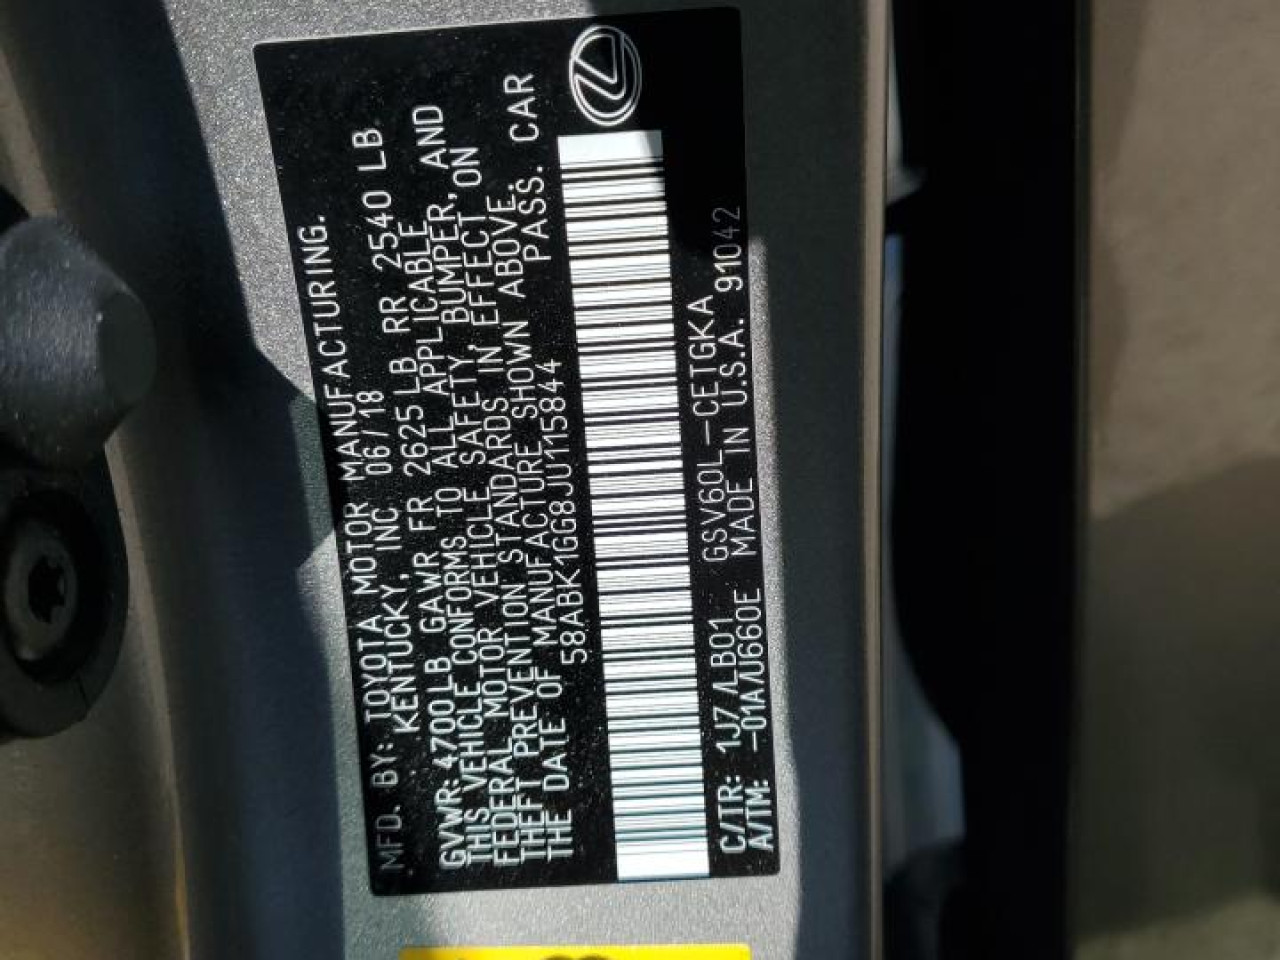 MFD. BY: TOYOTA MOTOR MANUFACTURING.
KENTUCKY, INC 06/18
GVWR: 4700LB GAWR FR 2625LB RR 2540 LB
THIS VEHICLE CONFORMS TO ALL APPLICABLE
FEDERAL MOTOR VEHICLE SAFETY, BUMPER, AND
THEFT PREVENTION STANDARDS IN EFFECT ON
THE DATE OF MANUFACTURE SHOWN ABOVE.
58ABK1GG8JU115844 PASS. CAR
C/TR: 1J7/LB01 GSV60L-CETGKA
A/TM: -01A/U660E MADE IN U.S.A. 91042